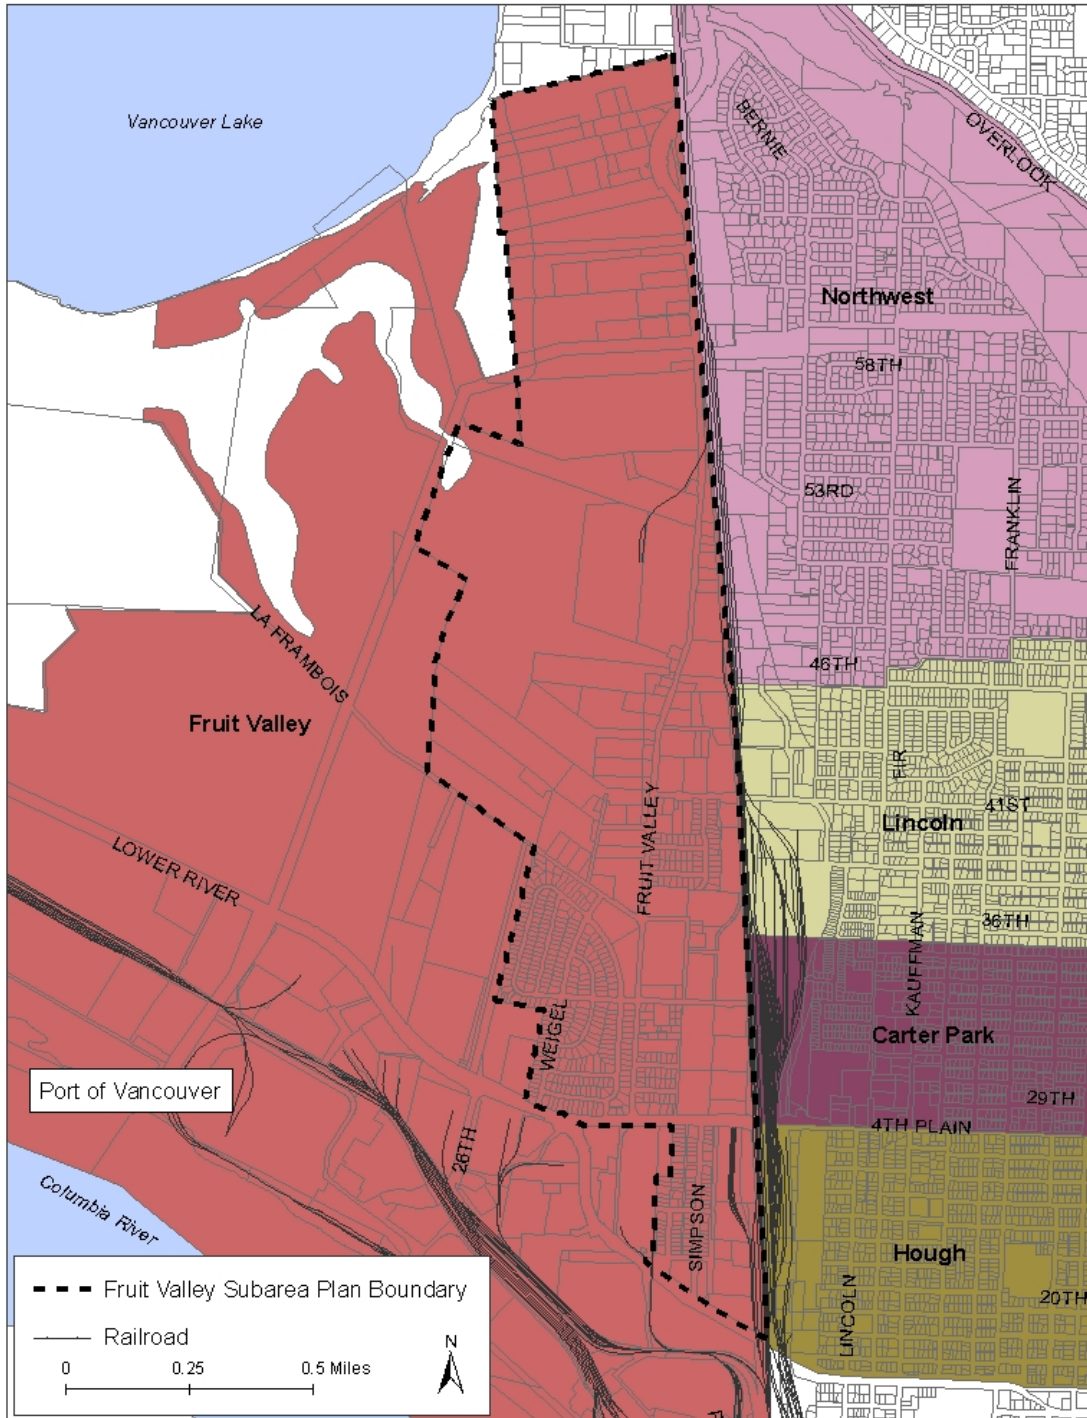 Vancouver Lake
BERNIE
OVERLOOK
Northwest
58TH
53RD
FRANKLIN
46TH
LA FRAMBOIS
Fruit Valley
FIR
41ST
FRUIT VALLEY
Lincoln
LOWER RIVER
36TH
KAUFFMAN
WEIGEL
Carter Park
Port of Vancouver
29TH
4TH PLAIN
26TH
Columbia River
SIMPSON
Hough
LINCOLN
20TH
Fruit Valley Subarea Plan Boundary
Railroad
N
0 0.25 0.5 Miles